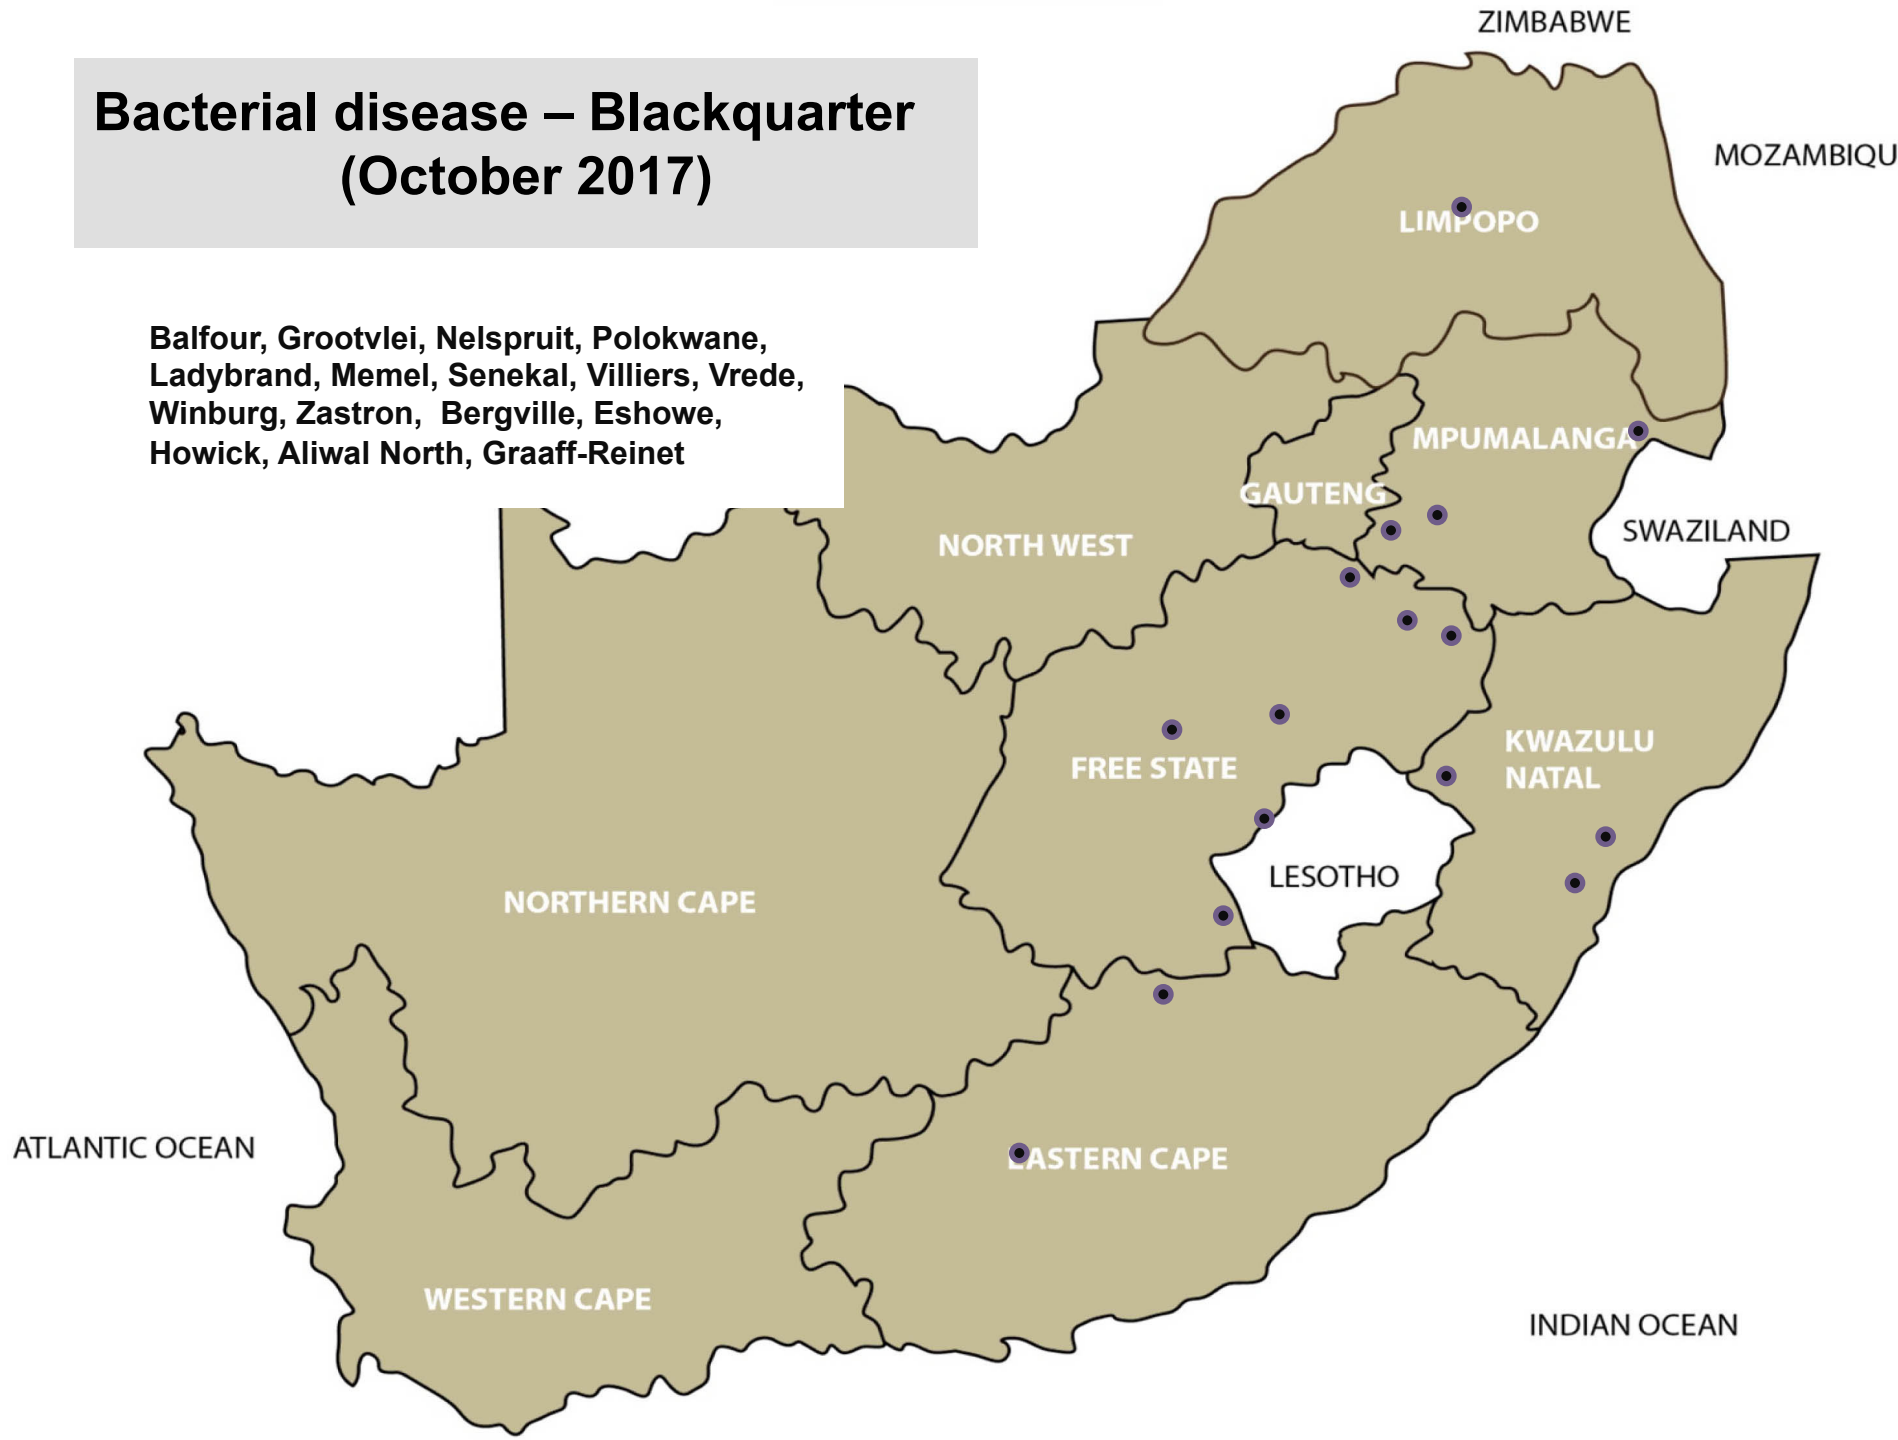 Bacterial disease – Blackquarter
(October 2017)
Balfour, Grootvlei, Nelspruit, Polokwane,
Ladybrand, Memel, Senekal, Villiers, Vrede,
Winburg, Zastron, Bergville, Eshowe,
Howick, Aliwal North, Graaff-Reinet
ZIMBABWE
MOZAMBIQU
LIMPOPO
MPUMALANGA
GAUTENG
SWAZILAND
NORTH WEST
KWAZULU
NATAL
FREE STATE
LESOTHO
NORTHERN CAPE
ATLANTIC OCEAN
EASTERN CAPE
WESTERN CAPE
INDIAN OCEAN